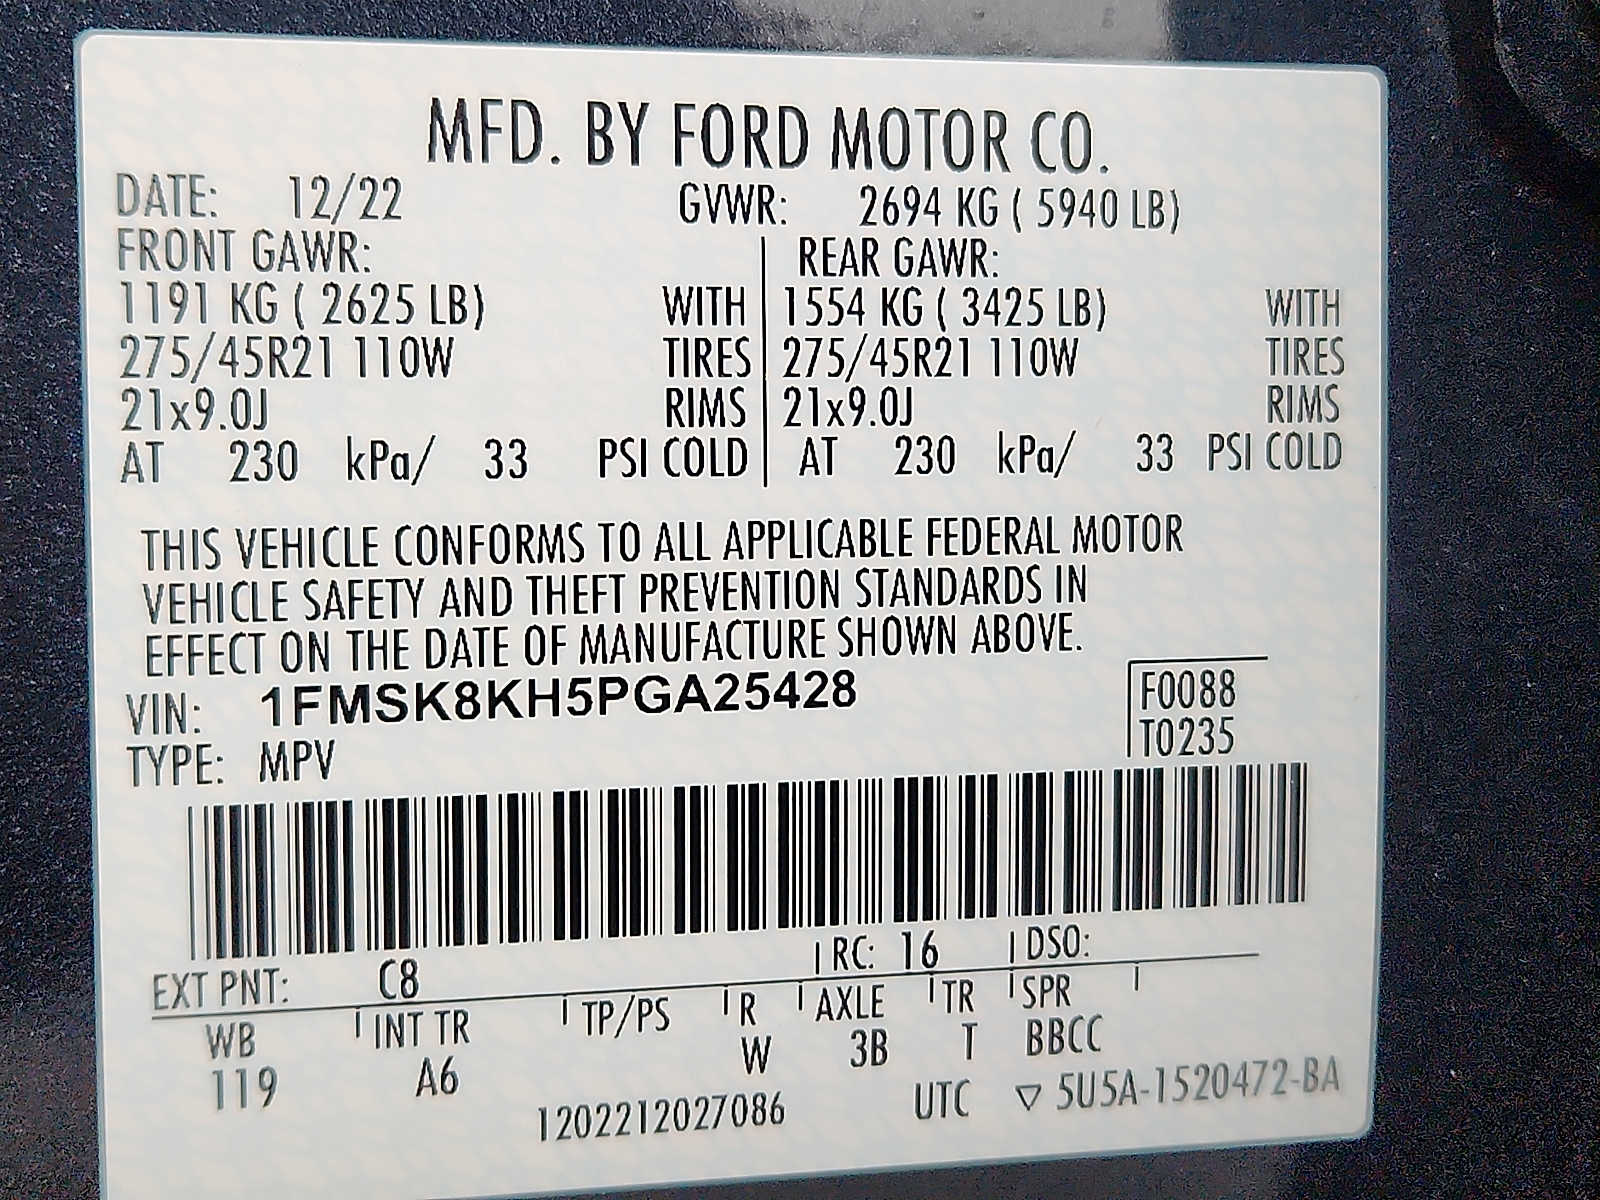 MFD. BY FORD MOTOR CO.
DATE: 12/22 GVWR: 2694 KG ( 5940 LB)
FRONT GAWR: REAR GAWR:
1191 KG ( 2625 LB) WITH 1554 KG ( 3425 LB) WITH
275/45R21 110W TIRES 275/45R21 110W TIRES
21x9.0J RIMS 21x9.0J RIMS
AT 230 kPa/ 33 PSI COLD AT 230 kPa/ 33 PSI COLD
THIS VEHICLE CONFORMS TO ALL APPLICABLE FEDERAL MOTOR
VEHICLE SAFETY AND THEFT PREVENTION STANDARDS IN
EFFECT ON THE DATE OF MANUFACTURE SHOWN ABOVE.
VIN: 1FMSK8KH5PGA25428 F0088
TYPE: MPV T0235
EXT PNT: C8 RC: 16 DSO:
WB INT TR TP/PS R AXLE TR SPR
119 A6 W 3B T BBCC
1202212027086 UTC ▽ 5U5A-1520472-BA